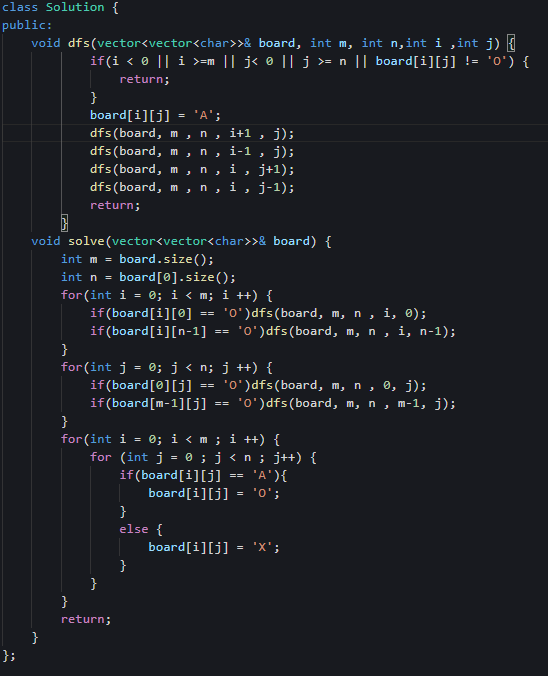 class Solution {
public:
    void dfs(vector<vector<char>>& board, int m, int n,int i ,int j) {
            if(i < 0 || i >=m || j< 0 || j >= n || board[i][j] != 'O') {
                return;
            }
            board[i][j] = 'A';
            dfs(board, m , n , i+1 , j);
            dfs(board, m , n , i-1 , j);
            dfs(board, m , n , i , j+1);
            dfs(board, m , n , i , j-1);
            return;
        }
    void solve(vector<vector<char>>& board) {
        int m = board.size();
        int n = board[0].size();
        for(int i = 0; i < m; i ++) {
            if(board[i][0] == 'O')dfs(board, m, n , i, 0);
            if(board[i][n-1] == 'O')dfs(board, m, n , i, n-1);
        }
        for(int j = 0; j < n; j ++) {
            if(board[0][j] == 'O')dfs(board, m, n , 0, j);
            if(board[m-1][j] == 'O')dfs(board, m, n , m-1, j);
        }
        for(int i = 0; i < m ; i ++) {
            for (int j = 0 ; j < n ; j++) {
                if(board[i][j] == 'A'){
                    board[i][j] = 'O';
                }
                else {
                    board[i][j] = 'X';
                }
            }
        }
        return;
    }
};